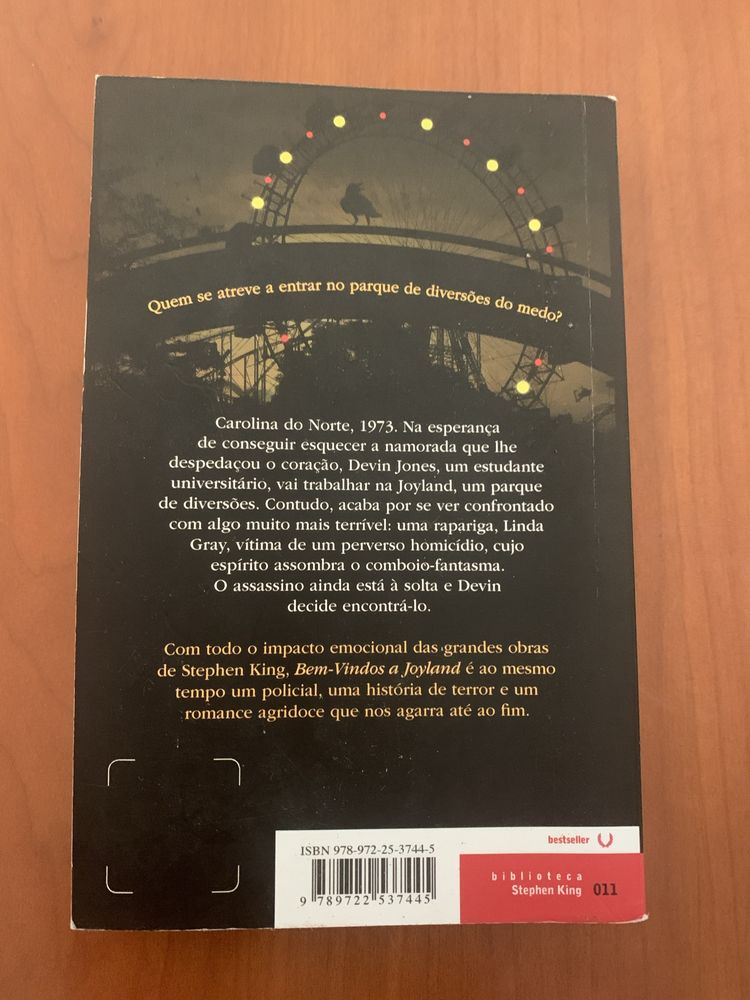 Quem se atreve a entrar no parque de diversões do medo?
Carolina do Norte, 1973. Na esperança
de conseguir esquecer a namorada que lhe
despedaçou o coração, Devin Jones, um estudante
universitário, vai trabalhar na Joyland, um parque
de diversões. Contudo, acaba por se ver confrontado
com algo muito mais terrível: uma rapariga, Linda
Gray, vítima de um perverso homicídio, cujo
espírito assombra o comboio-fantasma.
O assassino ainda está à solta e Devin
decide encontrá-lo.
Com todo o impacto emocional das grandes obras
de Stephen King, Bem-Vindos a Joyland é ao mesmo
tempo um policial, uma história de terror e um
romance agridoce que nos agarra até ao fim.
bestseller
ISBN 978-972-25-3744-5
9 789722 537445
biblioteca
Stephen King 011